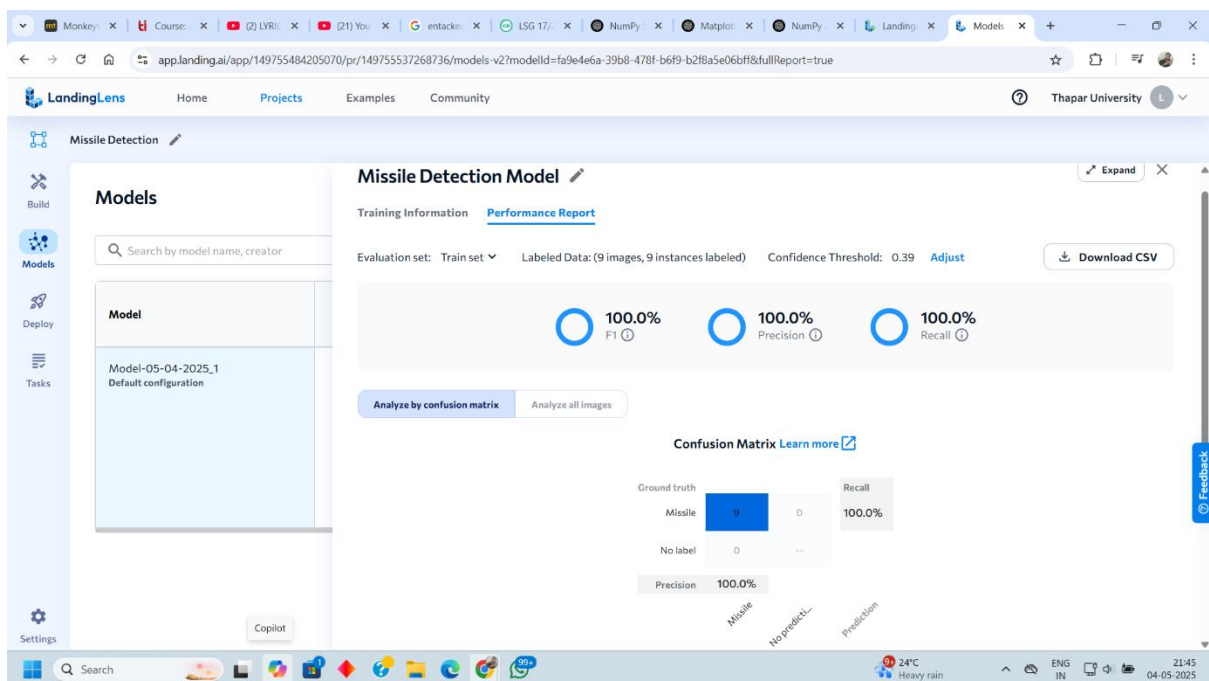 Monkey
Course:
(2) LYRIC
(21) You
entacke
LSG 17/
NumPy
Matplotl
NumPy
Landing
Models
app.landing.ai/app/149755484205070/pr/149755537268736/models-v2?modelId=fa9e4e6a-39b8-478f-b6f9-b2f8a5e06bff&fullReport=true
LandingLens Home Projects Examples Community Thapar University L
Missile Detection
Build
Models
Deploy
Tasks
Settings
Models
Search by model name, creator
Model
Model-05-04-2025_1
Default configuration
Missile Detection Model
Expand
Training Information Performance Report
Evaluation set: Train set Labeled Data: (9 images, 9 instances labeled) Confidence Threshold: 0.39 Adjust Download CSV
100.0%
F1
100.0%
Precision
100.0%
Recall
Analyze by confusion matrix Analyze all images
Confusion Matrix Learn more
Ground truth Recall
Missile 9 0 100.0%
No label 0 --
Precision 100.0%
Missile
No predicti...
Prediction
Feedback
Copilot
Search
99+
9+
24°C
Heavy rain
ENG
IN
21:45
04-05-2025